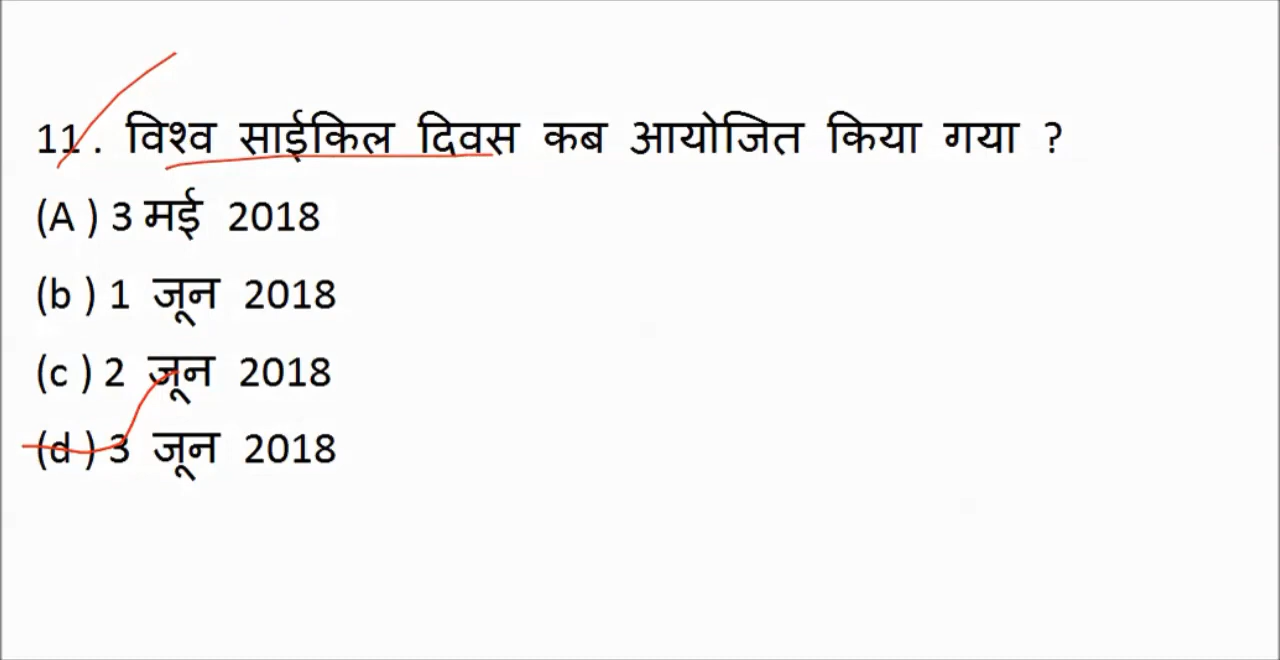 11. विश्व साईकिल दिवस कब आयोजित किया गया ?
(A ) 3 मई 2018
(b ) 1 जून 2018
(c ) 2 जून 2018
(d ) 3 जून 2018